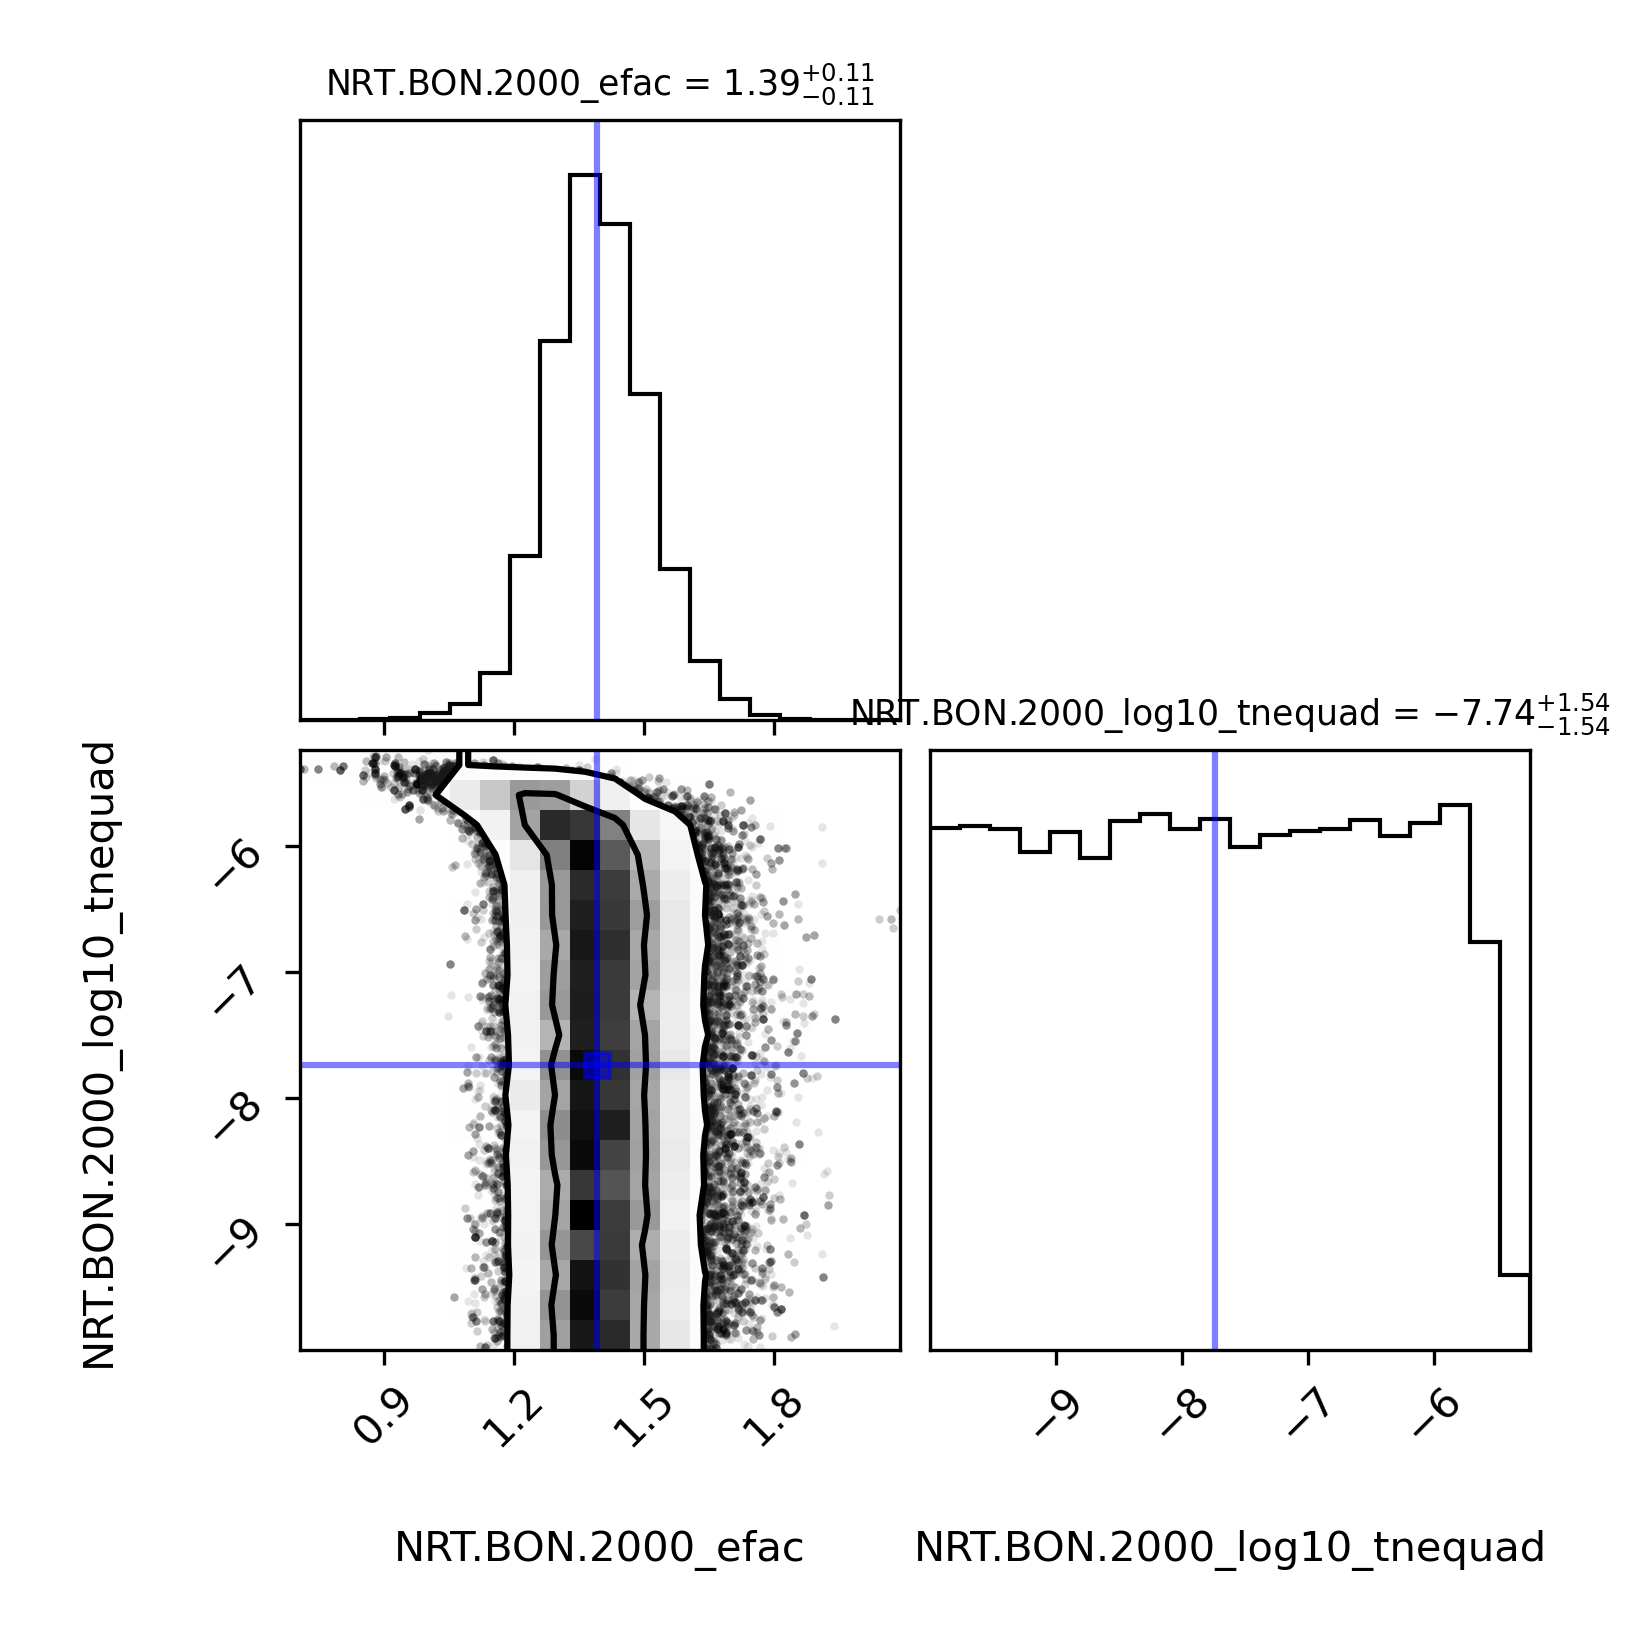 NRT.BON.2000_efac = 1.39+0.11−0.11
NRT.BON.2000_log10_tnequad = −7.74+1.54−1.54
NRT.BON.2000_log10_tnequad
−6
−7
−8
−9
0.9 1.2 1.5 1.8
−9 −8 −7 −6
NRT.BON.2000_efac
NRT.BON.2000_log10_tnequad